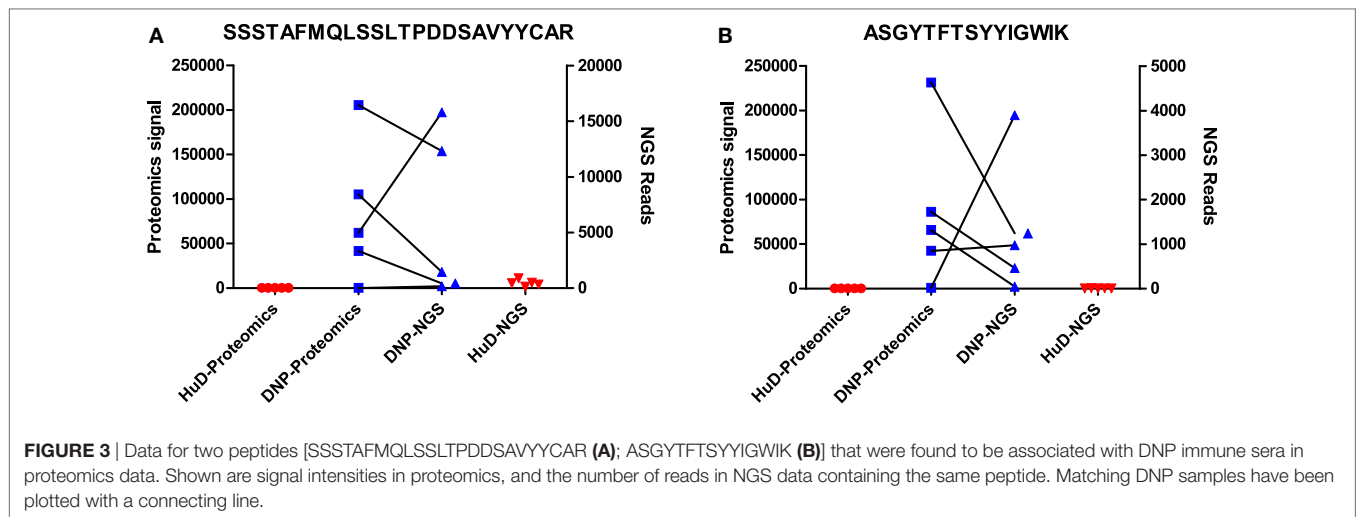 A SSSTAFMQLSSLTPDDSAVYYCAR
250000
200000
150000
100000
50000
0
Proteomics signal
20000
15000
10000
5000
0
NGS Reads
HuD-Proteomics
DNP-Proteomics
DNP-NGS
HuD-NGS
B ASGYTFTSYYIGWIK
250000
200000
150000
100000
50000
0
Proteomics signal
5000
4000
3000
2000
1000
0
NGS Reads
HuD-Proteomics
DNP-Proteomics
DNP-NGS
HuD-NGS
FIGURE 3 | Data for two peptides [SSSTAFMQLSSLTPDDSAVYYCAR (A); ASGYTFTSYYIGWIK (B)] that were found to be associated with DNP immune sera in
proteomics data. Shown are signal intensities in proteomics, and the number of reads in NGS data containing the same peptide. Matching DNP samples have been
plotted with a connecting line.